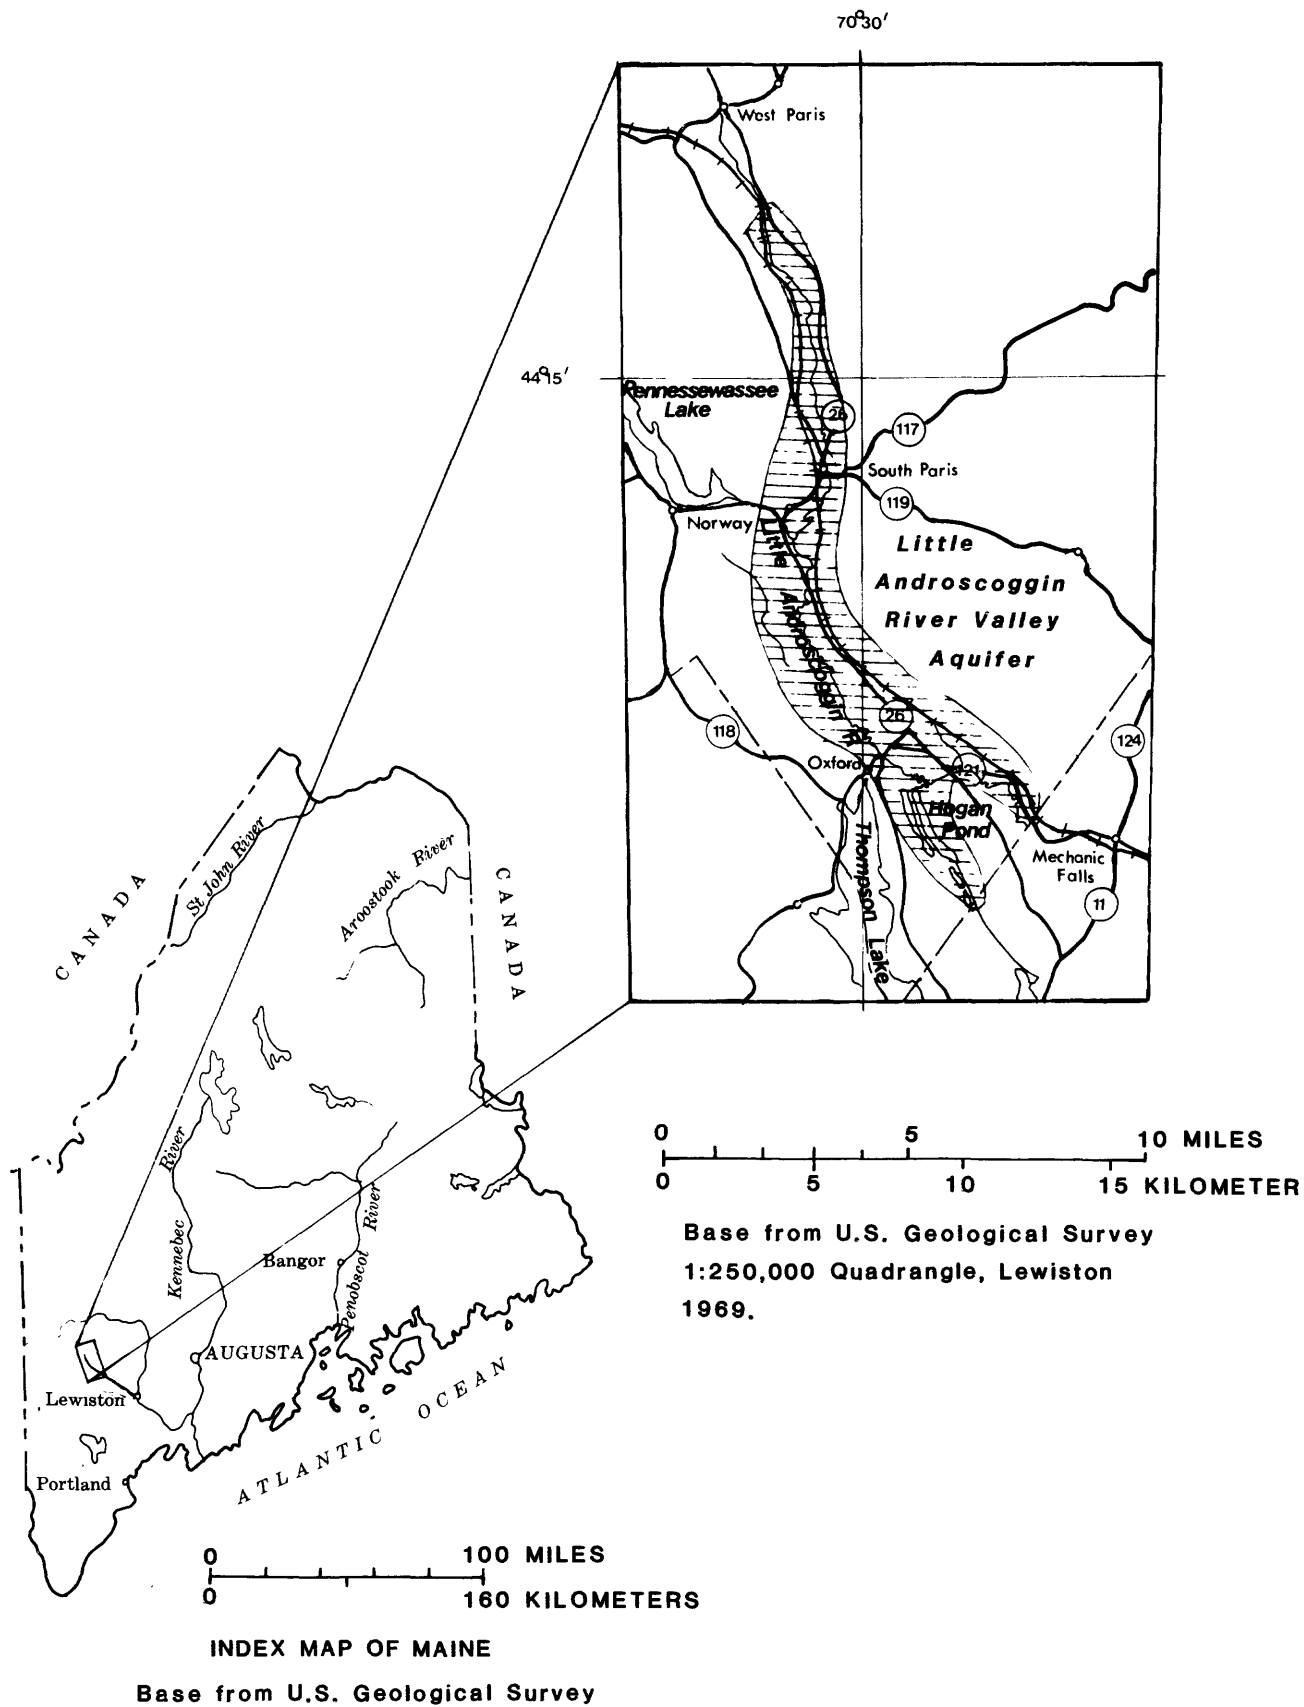 70°30'
West Paris
44°15'
Pennessewassee
Lake
26
117
South Paris
119
Norway
Little
Androscoggin
River Valley
Aquifer
Little Androscoggin R
118
26
124
Oxford
121
Hogan
Pond
Thompson Lake
Mechanic
Falls
11
CANADA
St John River
Aroostook River
CANADA
Kennebec River
Penobscot River
Bangor
AUGUSTA
Lewiston
Portland
ATLANTIC OCEAN
0 5 10 MILES
0 5 10 15 KILOMETER
Base from U.S. Geological Survey
1:250,000 Quadrangle, Lewiston
1969.
0 100 MILES
0 160 KILOMETERS
INDEX MAP OF MAINE
Base from U.S. Geological Survey